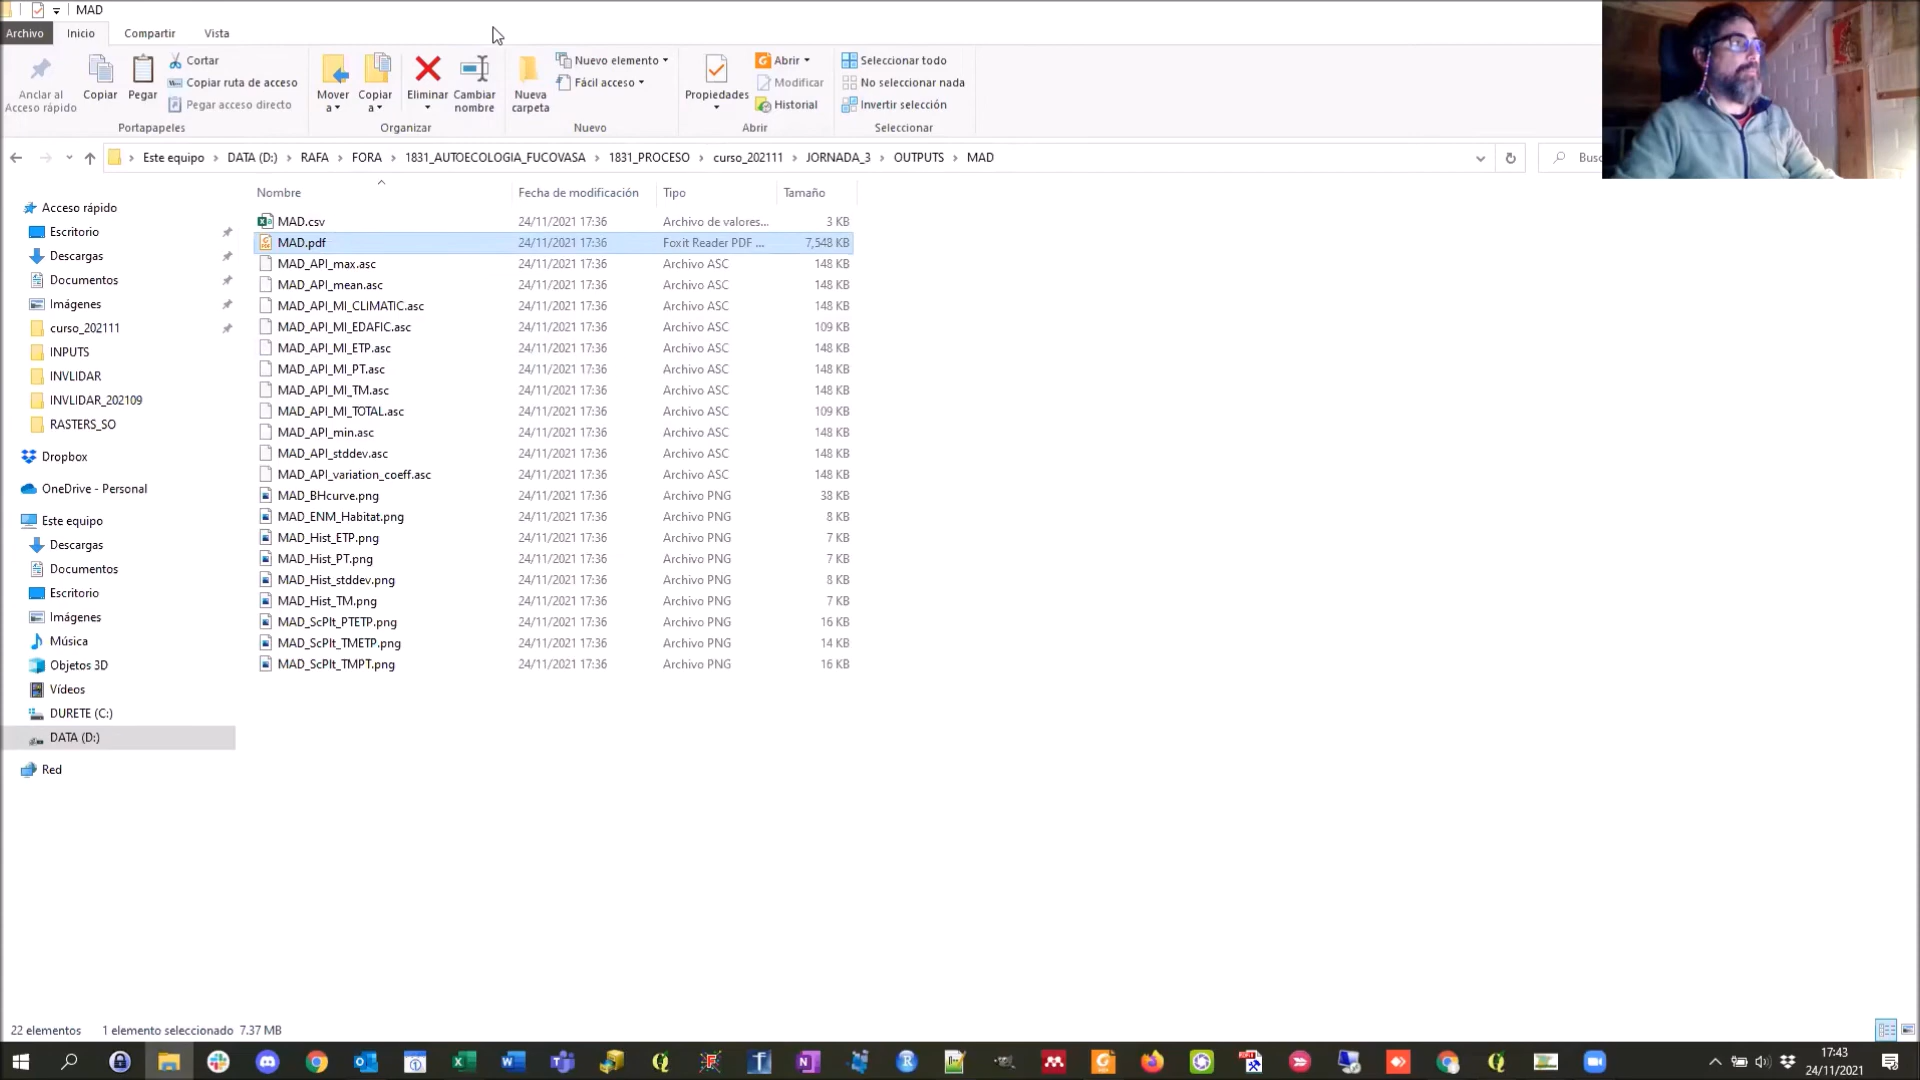 MAD
Archivo Inicio Compartir Vista
Anclar al Acceso rápido
Copiar
Pegar
Cortar
Copiar ruta de acceso
Pegar acceso directo
Portapapeles
Mover a
Copiar a
Eliminar
Cambiar nombre
Organizar
Nueva carpeta
Nuevo elemento
Fácil acceso
Nuevo
Propiedades
Abrir
Modificar
Historial
Abrir
Seleccionar todo
No seleccionar nada
Invertir selección
Seleccionar
Este equipo > DATA (D:) > RAFA > FORA > 1831_AUTOECOLOGIA_FUCOVASA > 1831_PROCESO > curso_202111 > JORNADA_3 > OUTPUTS > MAD
Acceso rápido
Escritorio
Descargas
Documentos
Imágenes
curso_202111
INPUTS
INVLIDAR
INVLIDAR_202109
RASTERS_SO
Dropbox
OneDrive - Personal
Este equipo
Descargas
Documentos
Escritorio
Imágenes
Música
Objetos 3D
Vídeos
DURETE (C:)
DATA (D:)
Red
Nombre Fecha de modificación Tipo Tamaño
MAD.csv 24/11/2021 17:36 Archivo de valores... 3 KB
MAD.pdf 24/11/2021 17:36 Foxit Reader PDF ... 7,548 KB
MAD_API_max.asc 24/11/2021 17:36 Archivo ASC 148 KB
MAD_API_mean.asc 24/11/2021 17:36 Archivo ASC 148 KB
MAD_API_MI_CLIMATIC.asc 24/11/2021 17:36 Archivo ASC 148 KB
MAD_API_MI_EDAFIC.asc 24/11/2021 17:36 Archivo ASC 109 KB
MAD_API_MI_ETP.asc 24/11/2021 17:36 Archivo ASC 148 KB
MAD_API_MI_PT.asc 24/11/2021 17:36 Archivo ASC 148 KB
MAD_API_MI_TM.asc 24/11/2021 17:36 Archivo ASC 148 KB
MAD_API_MI_TOTAL.asc 24/11/2021 17:36 Archivo ASC 109 KB
MAD_API_min.asc 24/11/2021 17:36 Archivo ASC 148 KB
MAD_API_stddev.asc 24/11/2021 17:36 Archivo ASC 148 KB
MAD_API_variation_coeff.asc 24/11/2021 17:36 Archivo ASC 148 KB
MAD_BHcurve.png 24/11/2021 17:36 Archivo PNG 38 KB
MAD_ENM_Habitat.png 24/11/2021 17:36 Archivo PNG 8 KB
MAD_Hist_ETP.png 24/11/2021 17:36 Archivo PNG 7 KB
MAD_Hist_PT.png 24/11/2021 17:36 Archivo PNG 7 KB
MAD_Hist_stddev.png 24/11/2021 17:36 Archivo PNG 8 KB
MAD_Hist_TM.png 24/11/2021 17:36 Archivo PNG 7 KB
MAD_ScPlt_PTETP.png 24/11/2021 17:36 Archivo PNG 16 KB
MAD_ScPlt_TMETP.png 24/11/2021 17:36 Archivo PNG 14 KB
MAD_ScPlt_TMPT.png 24/11/2021 17:36 Archivo PNG 16 KB
22 elementos 1 elemento seleccionado 7.37 MB
17:43
24/11/2021